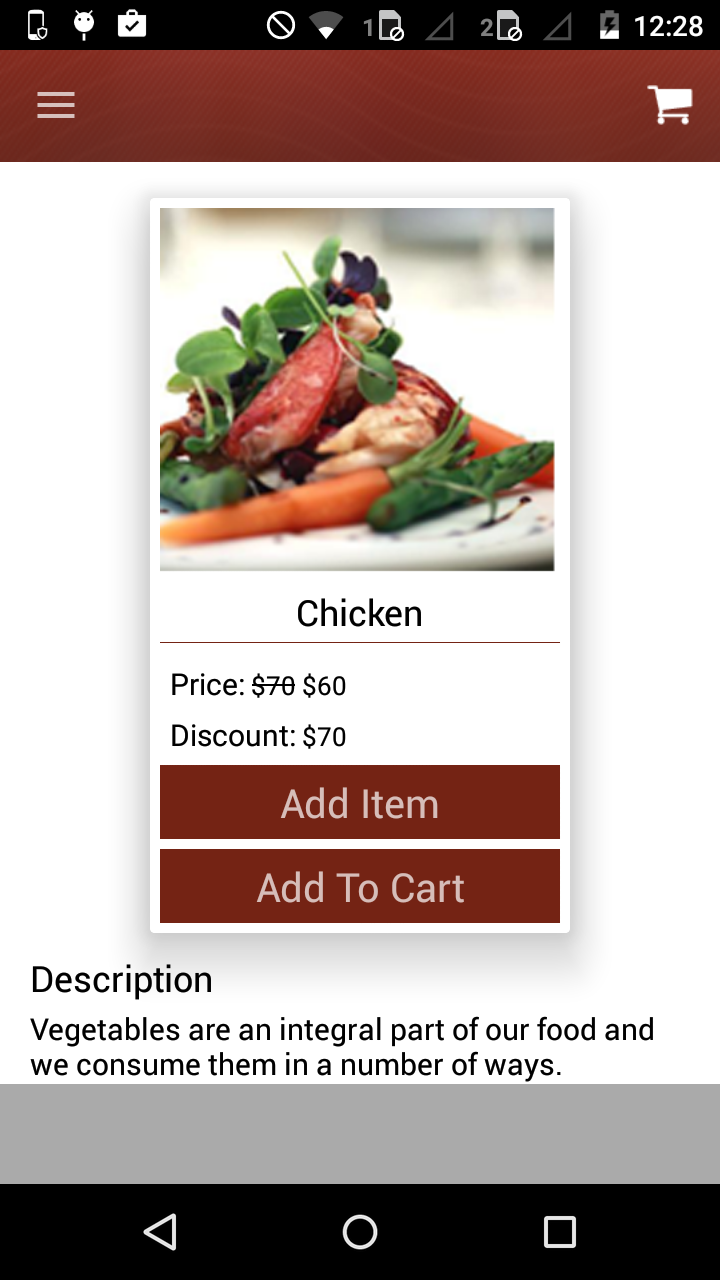 1 2 12:28
Chicken
Price: $70 $60
Discount: $70
Add Item
Add To Cart
Description
Vegetables are an integral part of our food and
we consume them in a number of ways.